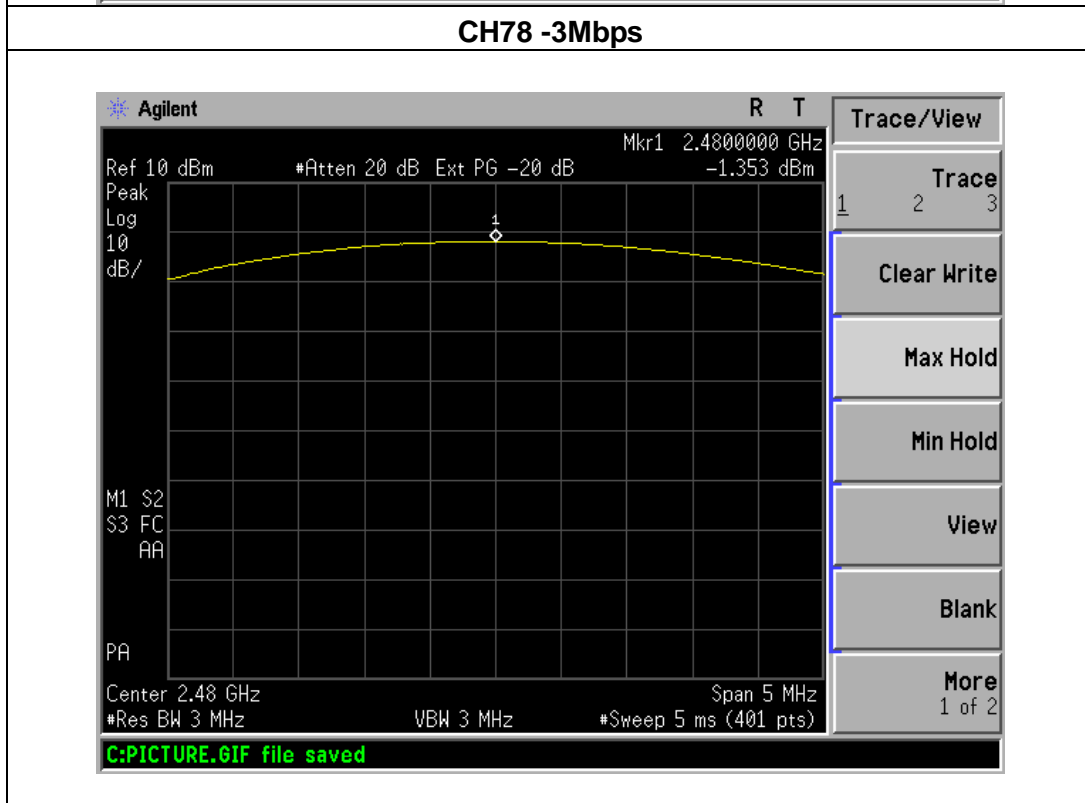 CH78 -3Mbps
Agilent R T
Trace/View
Mkr1 2.4800000 GHz
Ref 10 dBm #Atten 20 dB Ext PG -20 dB -1.353 dBm
Peak
Log
10
dB/
1
M1 S2
S3 FC
AA
PA
Center 2.48 GHz Span 5 MHz
#Res BW 3 MHz VBW 3 MHz #Sweep 5 ms (401 pts)
C:PICTURE.GIF file saved
Trace
1 2 3
Clear Write
Max Hold
Min Hold
View
Blank
More
1 of 2